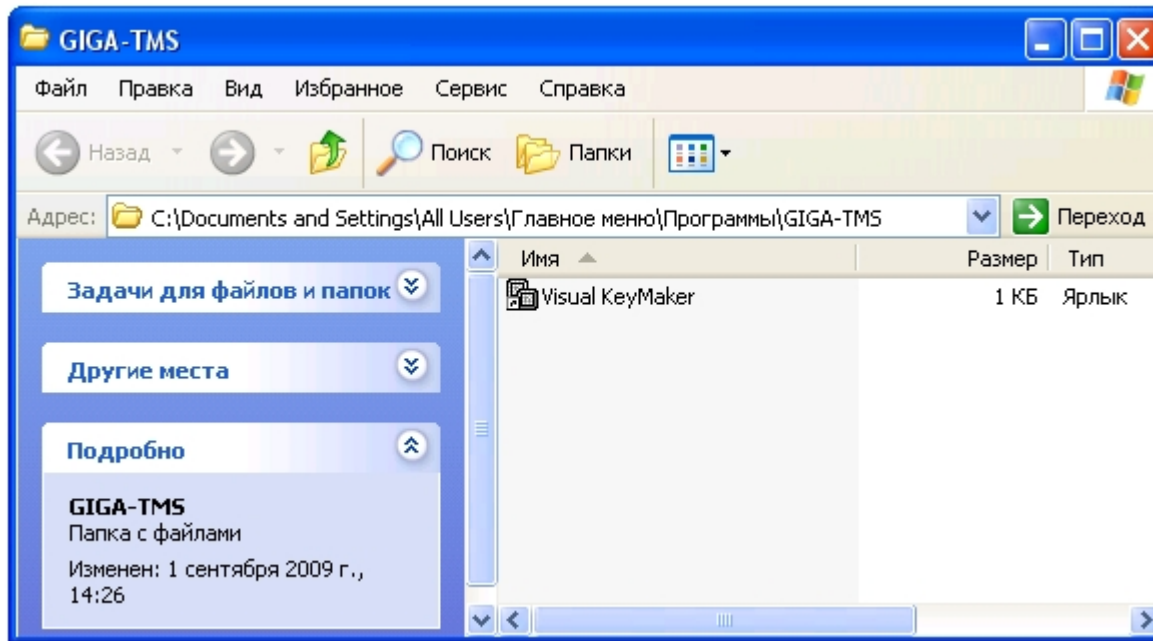 GIGA-TMS
Файл Правка Вид Избранное Сервис Справка
Назад Поиск Папки
Адрес: C:\Documents and Settings\All Users\Главное меню\Программы\GIGA-TMS Переход
Имя Размер Тип
Задачи для файлов и папок
Visual KeyMaker 1 КБ Ярлык
Другие места
Подробно
GIGA-TMS
Папка с файлами
Изменен: 1 сентября 2009 г.,
14:26